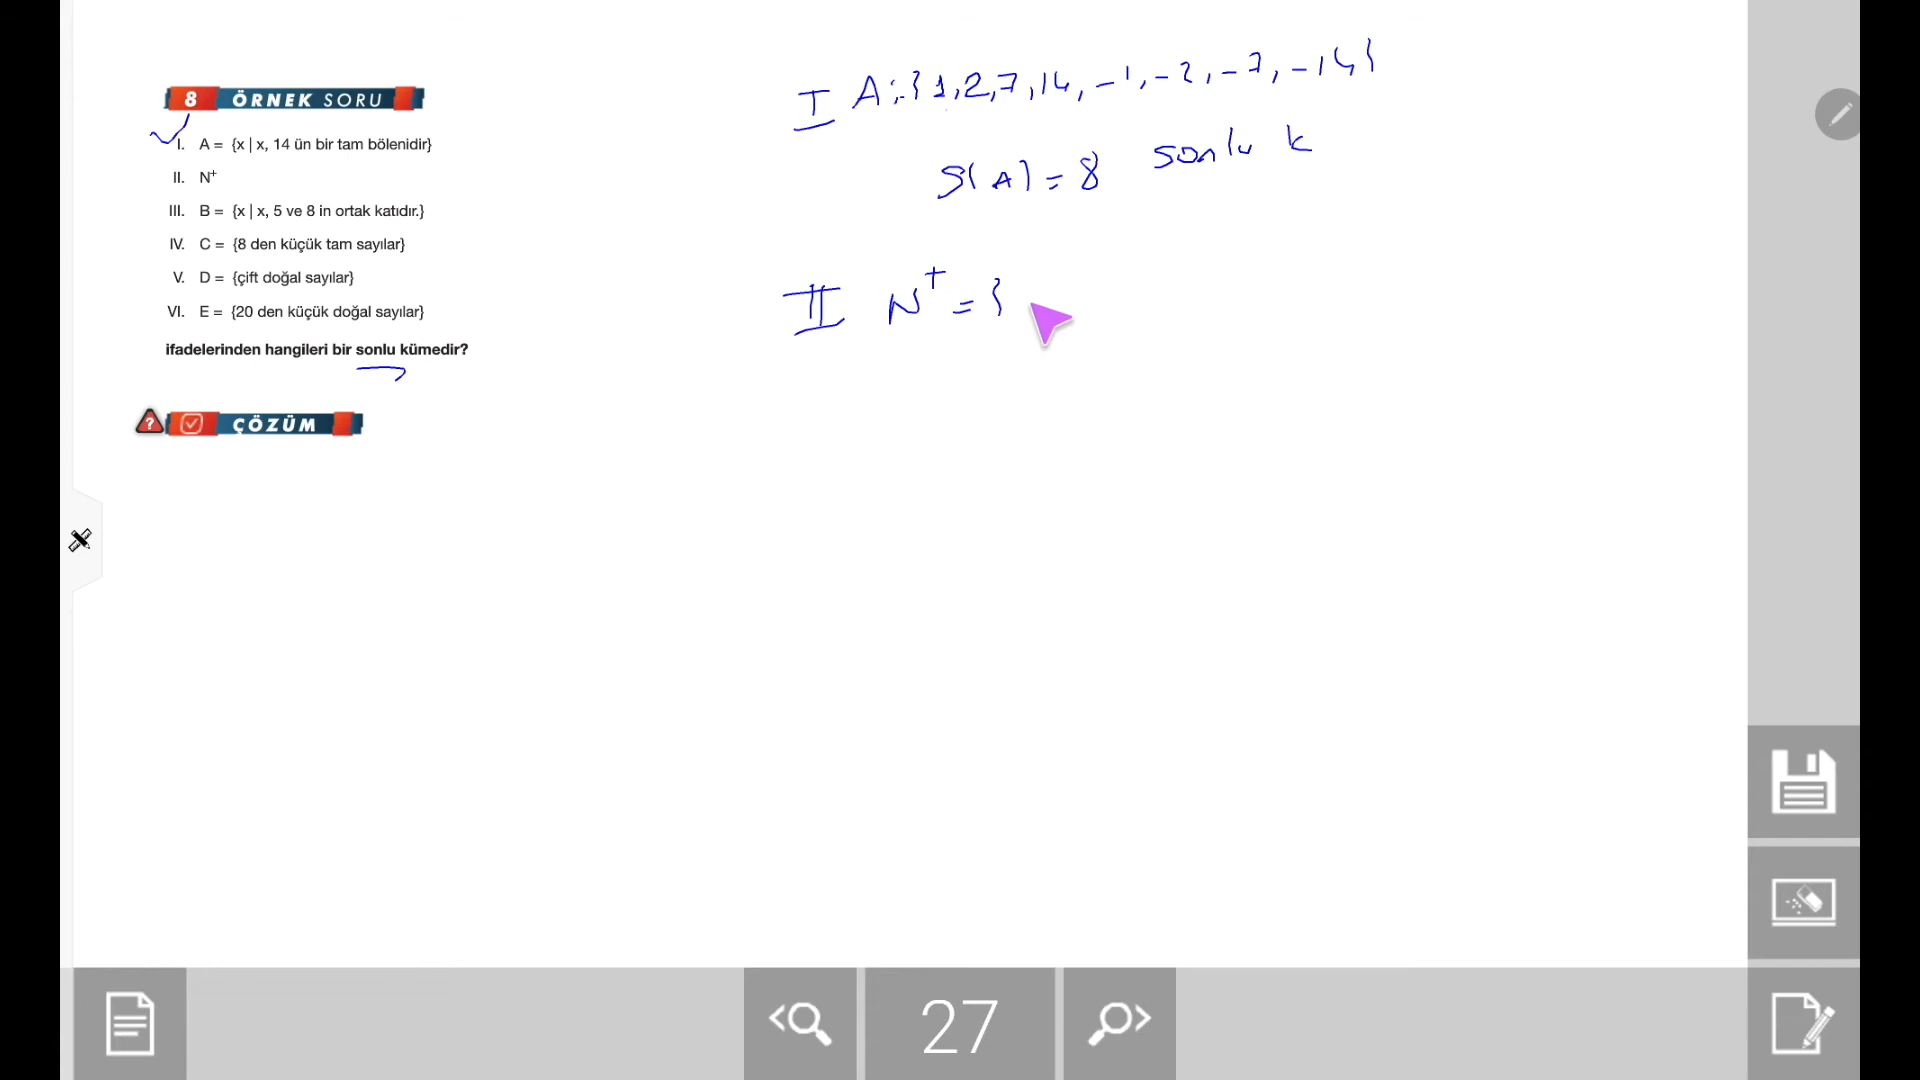 8 ÖRNEK SORU
I. A = {x | x, 14 ün bir tam bölenidir}
II. N⁺
III. B = {x | x, 5 ve 8 in ortak katıdır.}
IV. C = {8 den küçük tam sayılar}
V. D = {çift doğal sayılar}
VI. E = {20 den küçük doğal sayılar}
ifadelerinden hangileri bir sonlu kümedir?
? ÇÖZÜM
I A = {1, 2, 7, 14, -1, -2, -7, -14}
S(A) = 8 sonlu k
II N⁺ = {
27